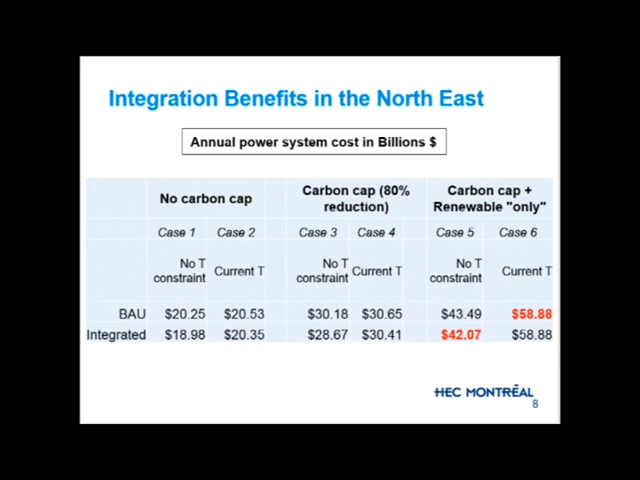 Integration Benefits in the North East
Annual power system cost in Billions $
No carbon cap
Carbon cap (80% reduction)
Carbon cap + Renewable "only"
Case 1 Case 2 Case 3 Case 4 Case 5 Case 6
No T constraint Current T No T constraint Current T No T constraint Current T
BAU $20.25 $20.53 $30.18 $30.65 $43.49 $58.88
Integrated $18.98 $20.35 $28.67 $30.41 $42.07 $58.88
HEC MONTRÉAL
8